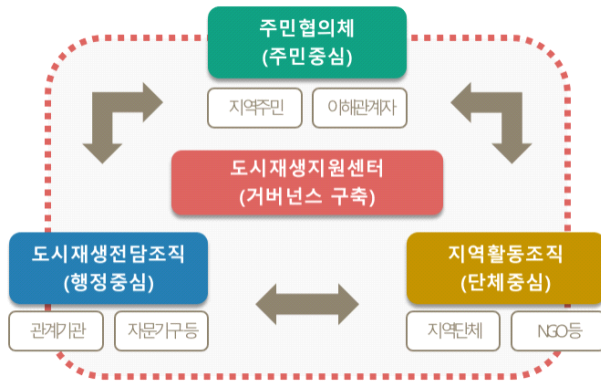 주민협의체
(주민중심)
지역주민
이해관계자
도시재생지원센터
(거버넌스 구축)
도시재생전담조직
(행정중심)
관계기관
자문기구 등
지역활동조직
(단체중심)
지역단체
NGO 등